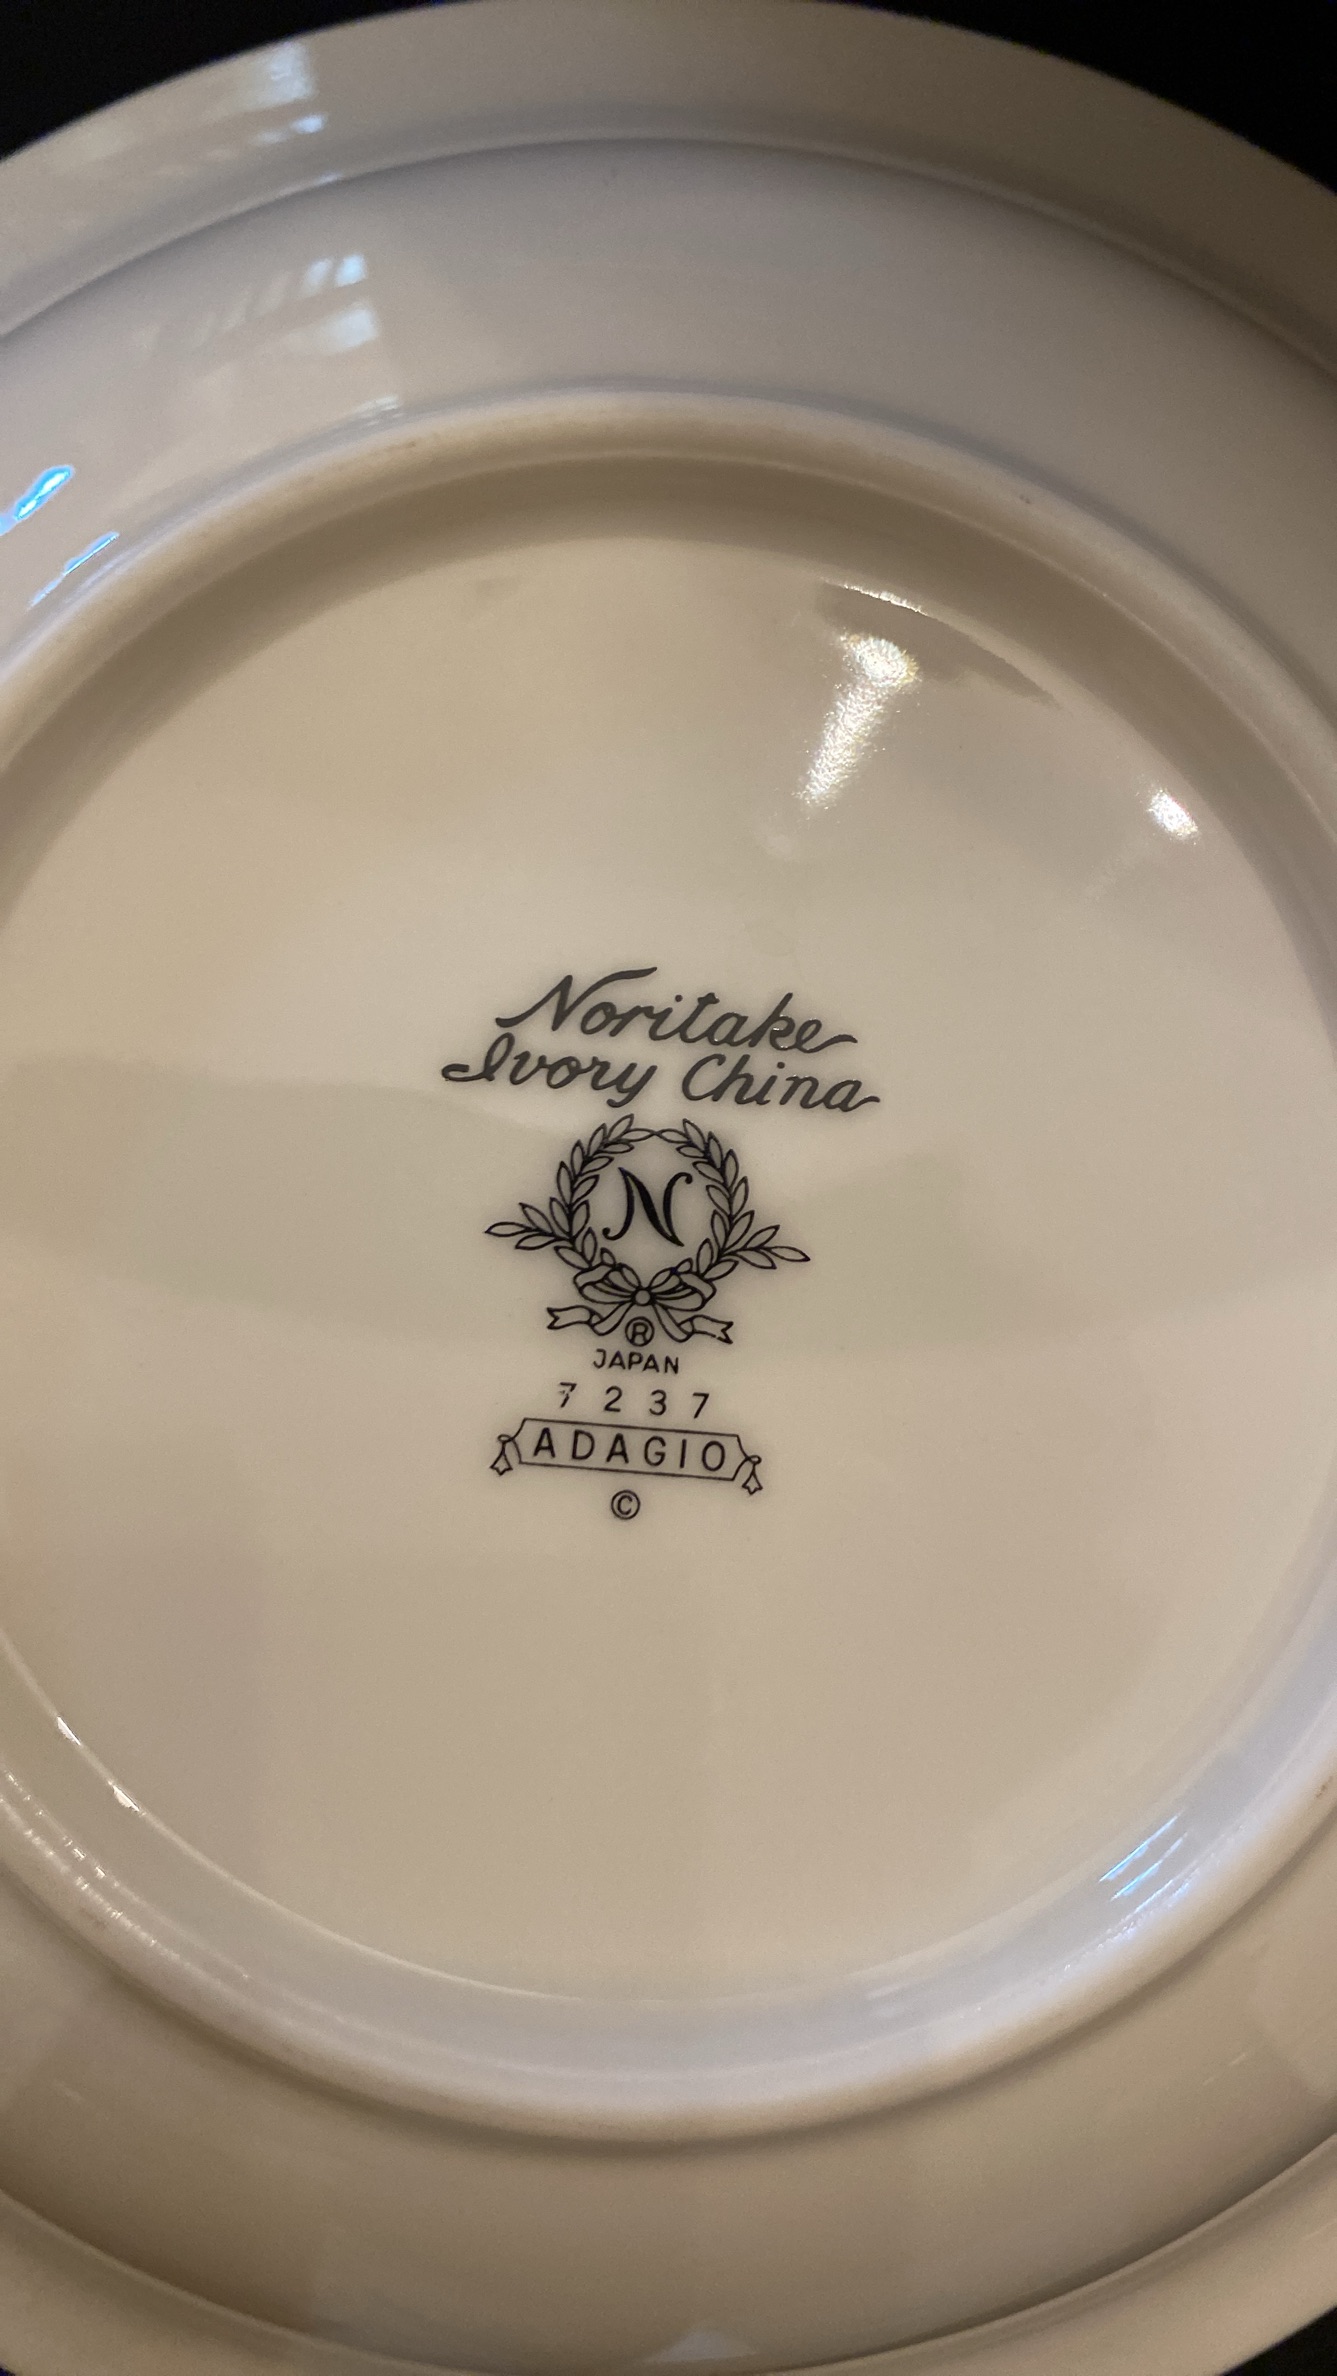 Noritake
Ivory China
N
®
JAPAN
7237
ADAGIO
©